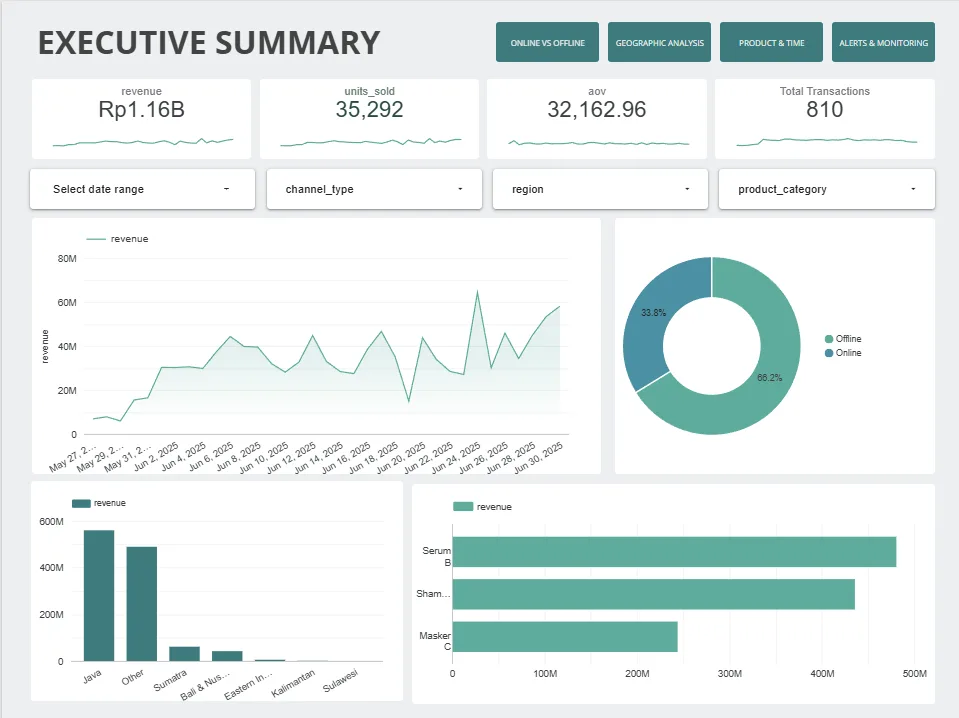 EXECUTIVE SUMMARY
ONLINE VS OFFLINE
GEOGRAPHIC ANALYSIS
PRODUCT & TIME
ALERTS & MONITORING
revenue
Rp1.16B
units_sold
35,292
aov
32,162.96
Total Transactions
810
Select date range
channel_type
region
product_category
revenue
80M
60M
40M
20M
0
revenue
May 27, 2...
May 29, 2...
May 31, 2...
Jun 2, 2025
Jun 4, 2025
Jun 6, 2025
Jun 8, 2025
Jun 10, 2025
Jun 12, 2025
Jun 14, 2025
Jun 16, 2025
Jun 18, 2025
Jun 20, 2025
Jun 22, 2025
Jun 24, 2025
Jun 26, 2025
Jun 28, 2025
Jun 30, 2025
33.8%
66.2%
Offline
Online
revenue
600M
400M
200M
0
Java
Other
Sumatra
Bali & Nus...
Eastern In...
Kalimantan
Sulawesi
revenue
Serum
B
Sham...
Masker
C
0
100M
200M
300M
400M
500M